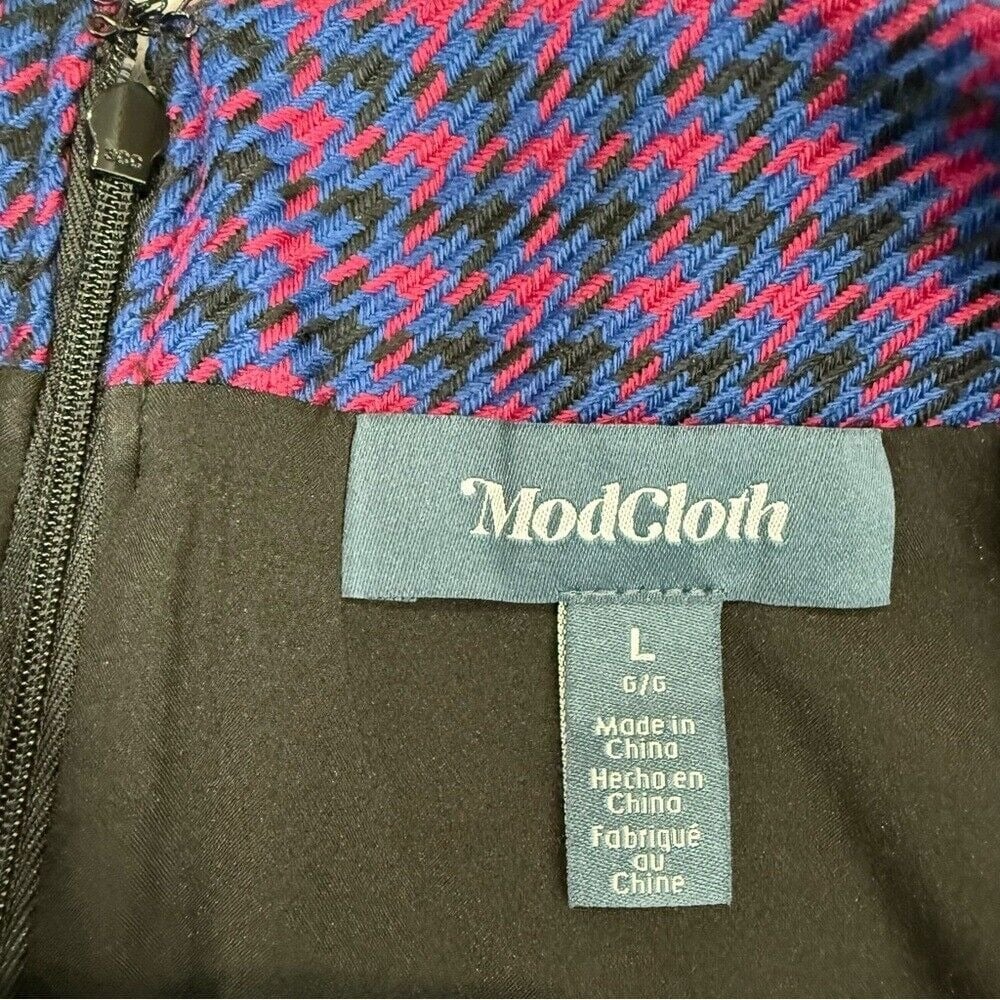 ModCloth
L
G/G
Made in
China
Hecho en
China
Fabriqué
au
Chine